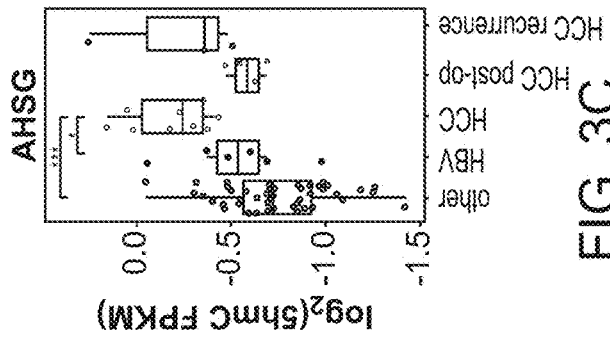 AHSG
***
*
log₂(5hmC FPKM)
0.0
-0.5
-1.0
-1.5
other
HBV
HCC
HCC post-op
HCC recurrence
FIG. 3C